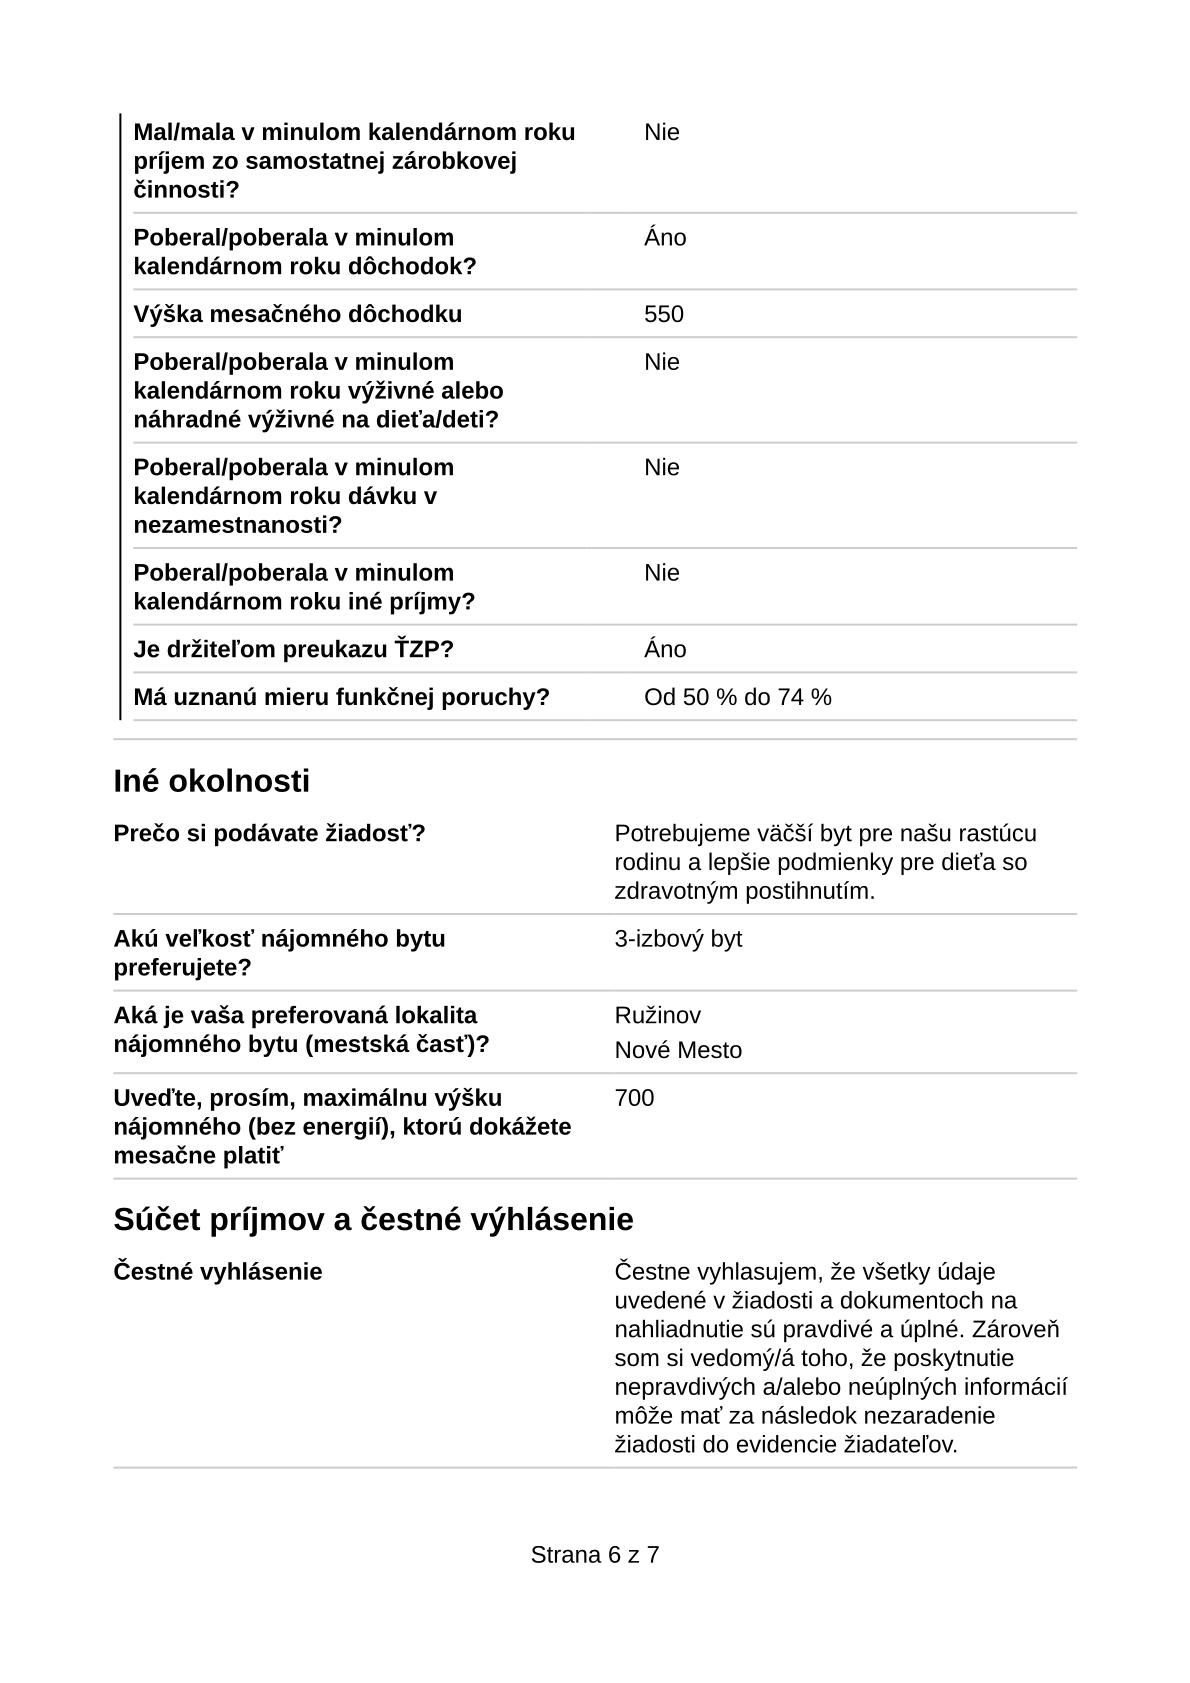 Mal/mala v minulom kalendárnom roku
príjem zo samostatnej zárobkovej
činnosti?
Nie
Poberal/poberala v minulom
kalendárnom roku dôchodok?
Áno
Výška mesačného dôchodku
550
Poberal/poberala v minulom
kalendárnom roku výživné alebo
náhradné výživné na dieťa/deti?
Nie
Poberal/poberala v minulom
kalendárnom roku dávku v
nezamestnanosti?
Nie
Poberal/poberala v minulom
kalendárnom roku iné príjmy?
Nie
Je držiteľom preukazu ŤZP?
Áno
Má uznanú mieru funkčnej poruchy?
Od 50 % do 74 %
Iné okolnosti
Prečo si podávate žiadosť?
Potrebujeme väčší byt pre našu rastúcu
rodinu a lepšie podmienky pre dieťa so
zdravotným postihnutím.
Akú veľkosť nájomného bytu
preferujete?
3-izbový byt
Aká je vaša preferovaná lokalita
nájomného bytu (mestská časť)?
Ružinov
Nové Mesto
Uveďte, prosím, maximálnu výšku
nájomného (bez energií), ktorú dokážete
mesačne platiť
700
Súčet príjmov a čestné výhlásenie
Čestné vyhlásenie
Čestne vyhlasujem, že všetky údaje
uvedené v žiadosti a dokumentoch na
nahliadnutie sú pravdivé a úplné. Zároveň
som si vedomý/á toho, že poskytnutie
nepravdivých a/alebo neúplných informácií
môže mať za následok nezaradenie
žiadosti do evidencie žiadateľov.
Strana 6 z 7